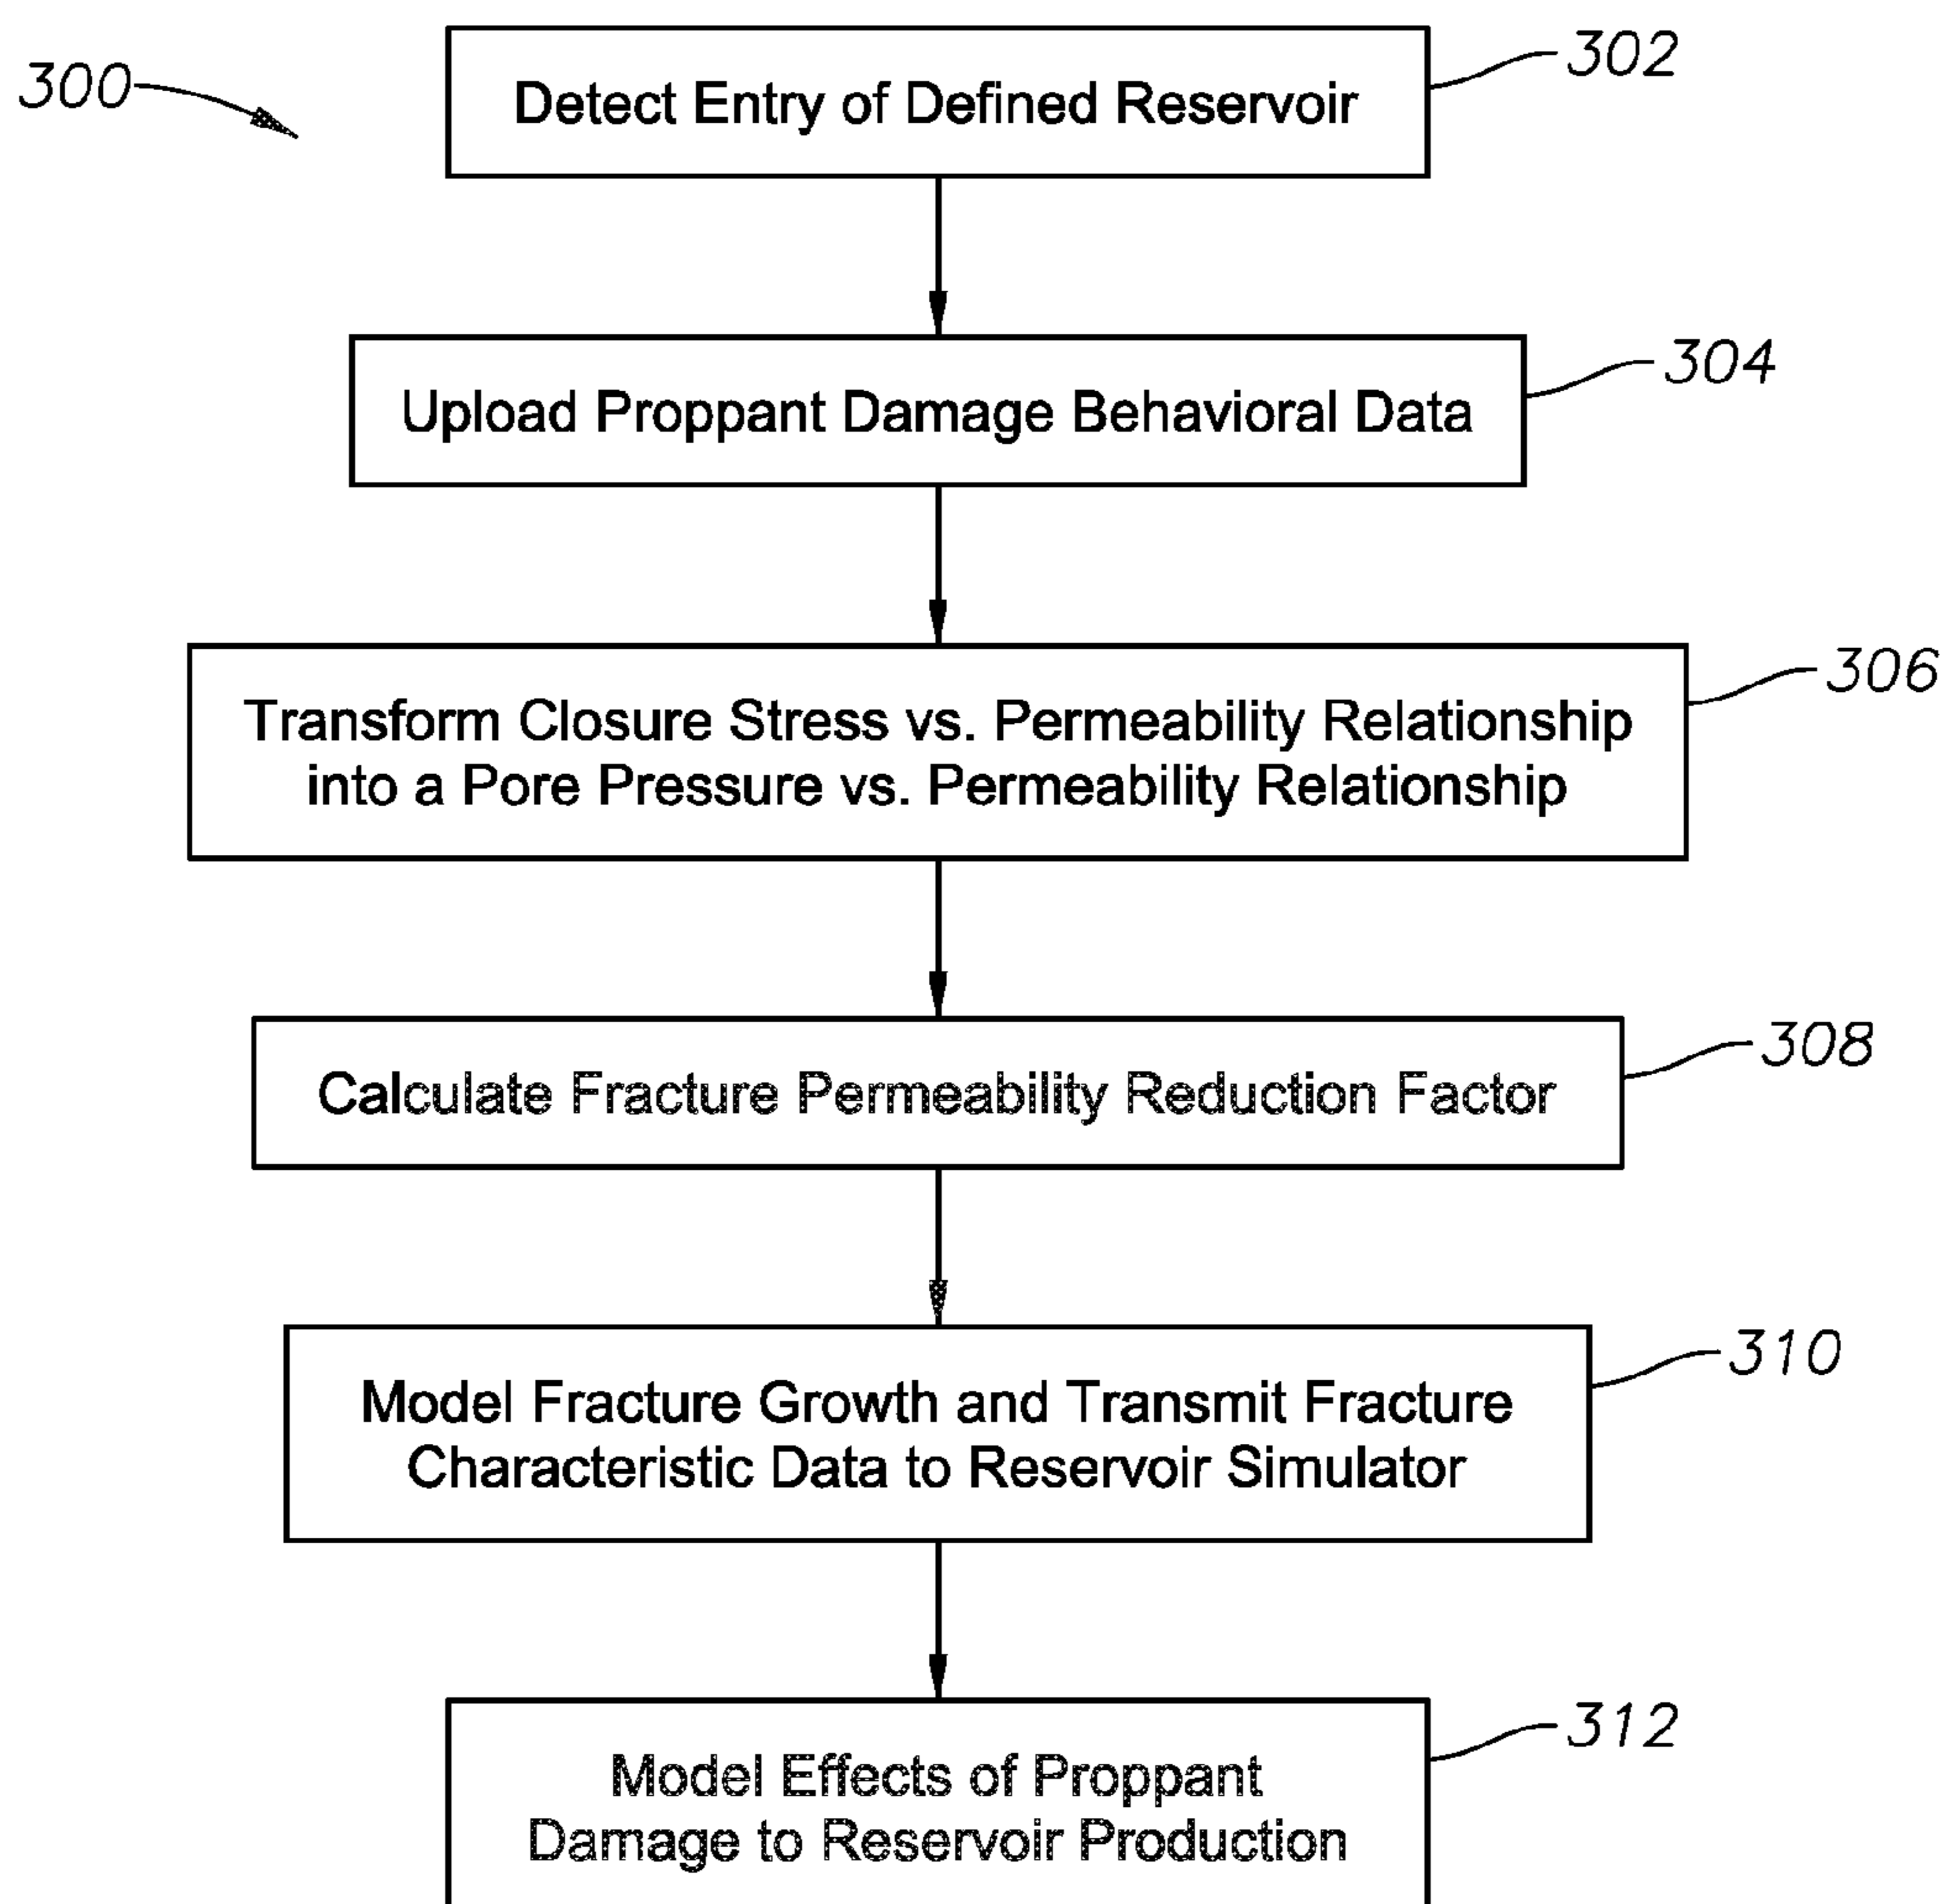 300
302
Detect Entry of Defined Reservoir
304
Upload Proppant Damage Behavioral Data
306
Transform Closure Stress vs. Permeability Relationship
into a Pore Pressure vs. Permeability Relationship
308
Calculate Fracture Permeability Reduction Factor
310
Model Fracture Growth and Transmit Fracture
Characteristic Data to Reservoir Simulator
312
Model Effects of Proppant
Damage to Reservoir Production